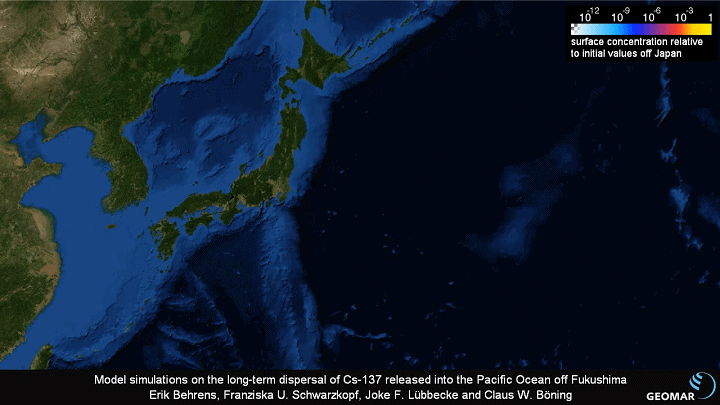 10-12 10-9 10-6 10-3 1
surface concentration relative
to initial values off Japan
Model simulations on the long-term dispersal of Cs-137 released into the Pacific Ocean off Fukushima
Erik Behrens, Franziska U. Schwarzkopf, Joke F. Lübbecke and Claus W. Böning
GEOMAR